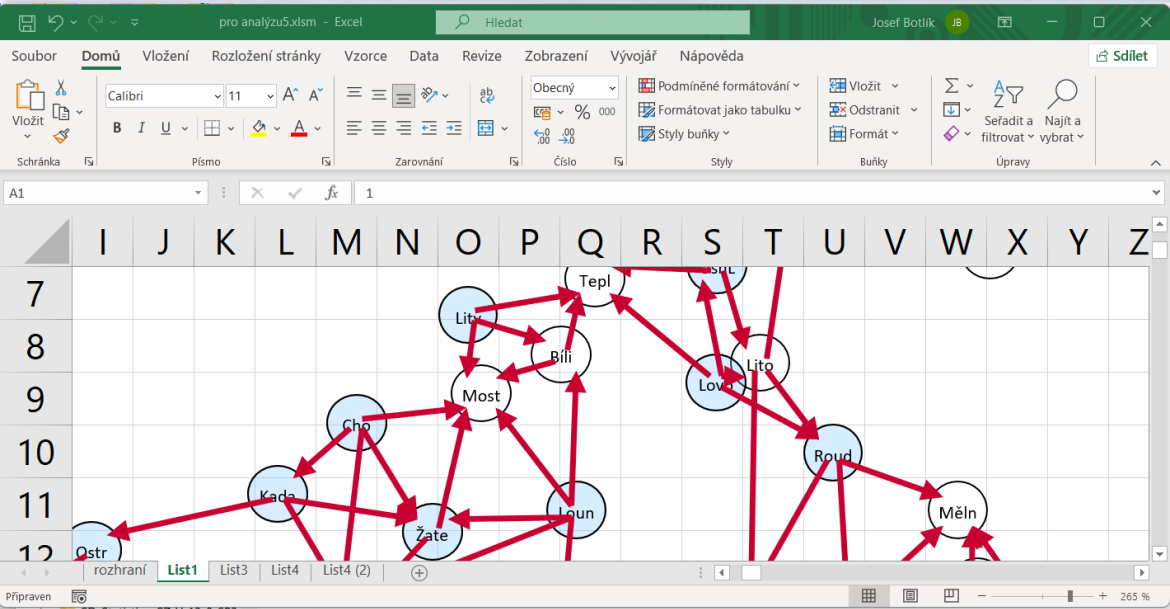 pro analýzu5.xlsm - Excel
Hledat
Josef Botlík
JB
Soubor Domů Vložení Rozložení stránky Vzorce Data Revize Zobrazení Vývojář Nápověda
Sdílet
Vložit
Calibri 11
B I U
A A A
ab
Obecný
% 000
Podmíněné formátování
Formátovat jako tabulku
Styly buňky
Vložit
Odstranit
Formát
Seřadit a filtrovat
Najít a vybrat
Schránka Písmo Zarovnání Číslo Styly Buňky Úpravy
A1 fx 1
I J K L M N O P Q R S T U V W X Y Z
7
8
9
10
11
12
Tepl
Bíli
Lito
Most
Cho
Roud
Kada
Loun
Měln
Žate
Ostr
rozhraní List1 List3 List4 List4 (2)
Připraven
265 %